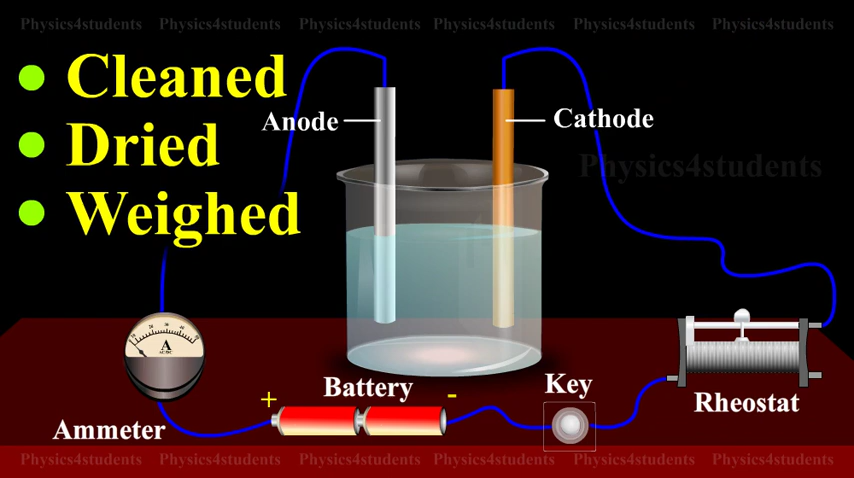 Physics4students Physics4students Physics4students Physics4students Physics4students Physics4students
Cleaned
Dried
Weighed
Anode
Cathode
Physics4students
A
+
Battery
-
Key
Rheostat
Ammeter
Physics4students Physics4students Physics4students Physics4students Physics4students Physics4students